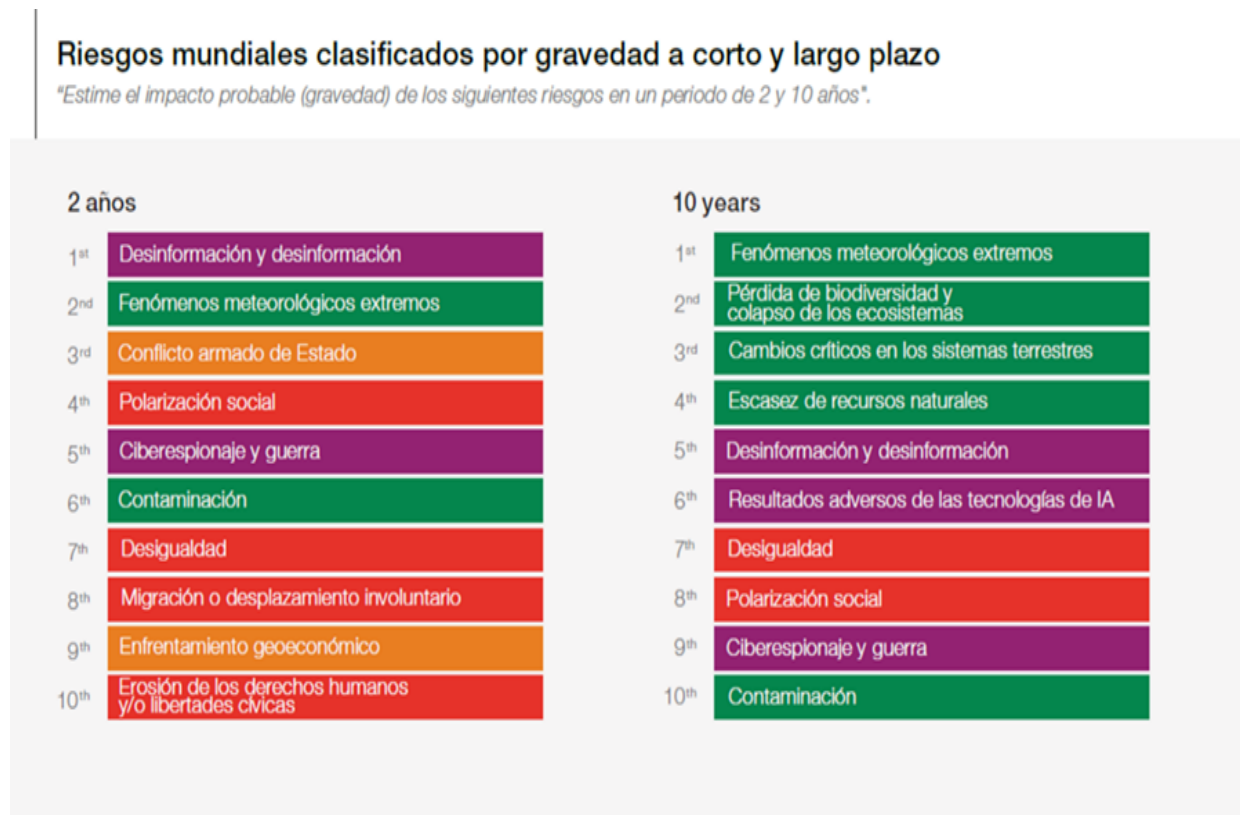 Riesgos mundiales clasificados por gravedad a corto y largo plazo
"Estime el impacto probable (gravedad) de los siguientes riesgos en un periodo de 2 y 10 años".
2 años
1st Desinformación y desinformación
2nd Fenómenos meteorológicos extremos
3rd Conflicto armado de Estado
4th Polarización social
5th Ciberespionaje y guerra
6th Contaminación
7th Desigualdad
8th Migración o desplazamiento involuntario
9th Enfrentamiento geoeconómico
10th Erosión de los derechos humanos
y/o libertades cívicas
10 years
1st Fenómenos meteorológicos extremos
2nd Pérdida de biodiversidad y
colapso de los ecosistemas
3rd Cambios críticos en los sistemas terrestres
4th Escasez de recursos naturales
5th Desinformación y desinformación
6th Resultados adversos de las tecnologías de IA
7th Desigualdad
8th Polarización social
9th Ciberespionaje y guerra
10th Contaminación